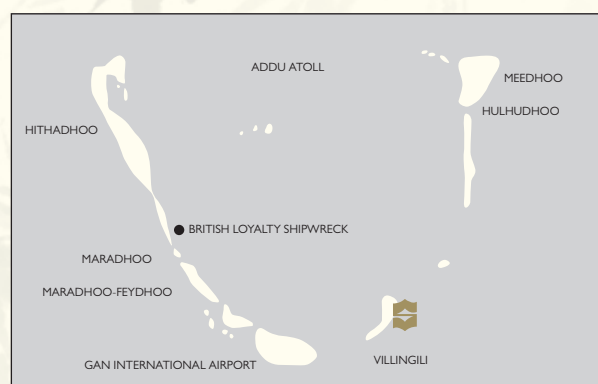 ADDU ATOLL
MEEDHOO
HULHUDHOO
HITHADHOO
BRITISH LOYALTY SHIPWRECK
MARADHOO
MARADHOO-FEYDHOO
GAN INTERNATIONAL AIRPORT
VILLINGILI